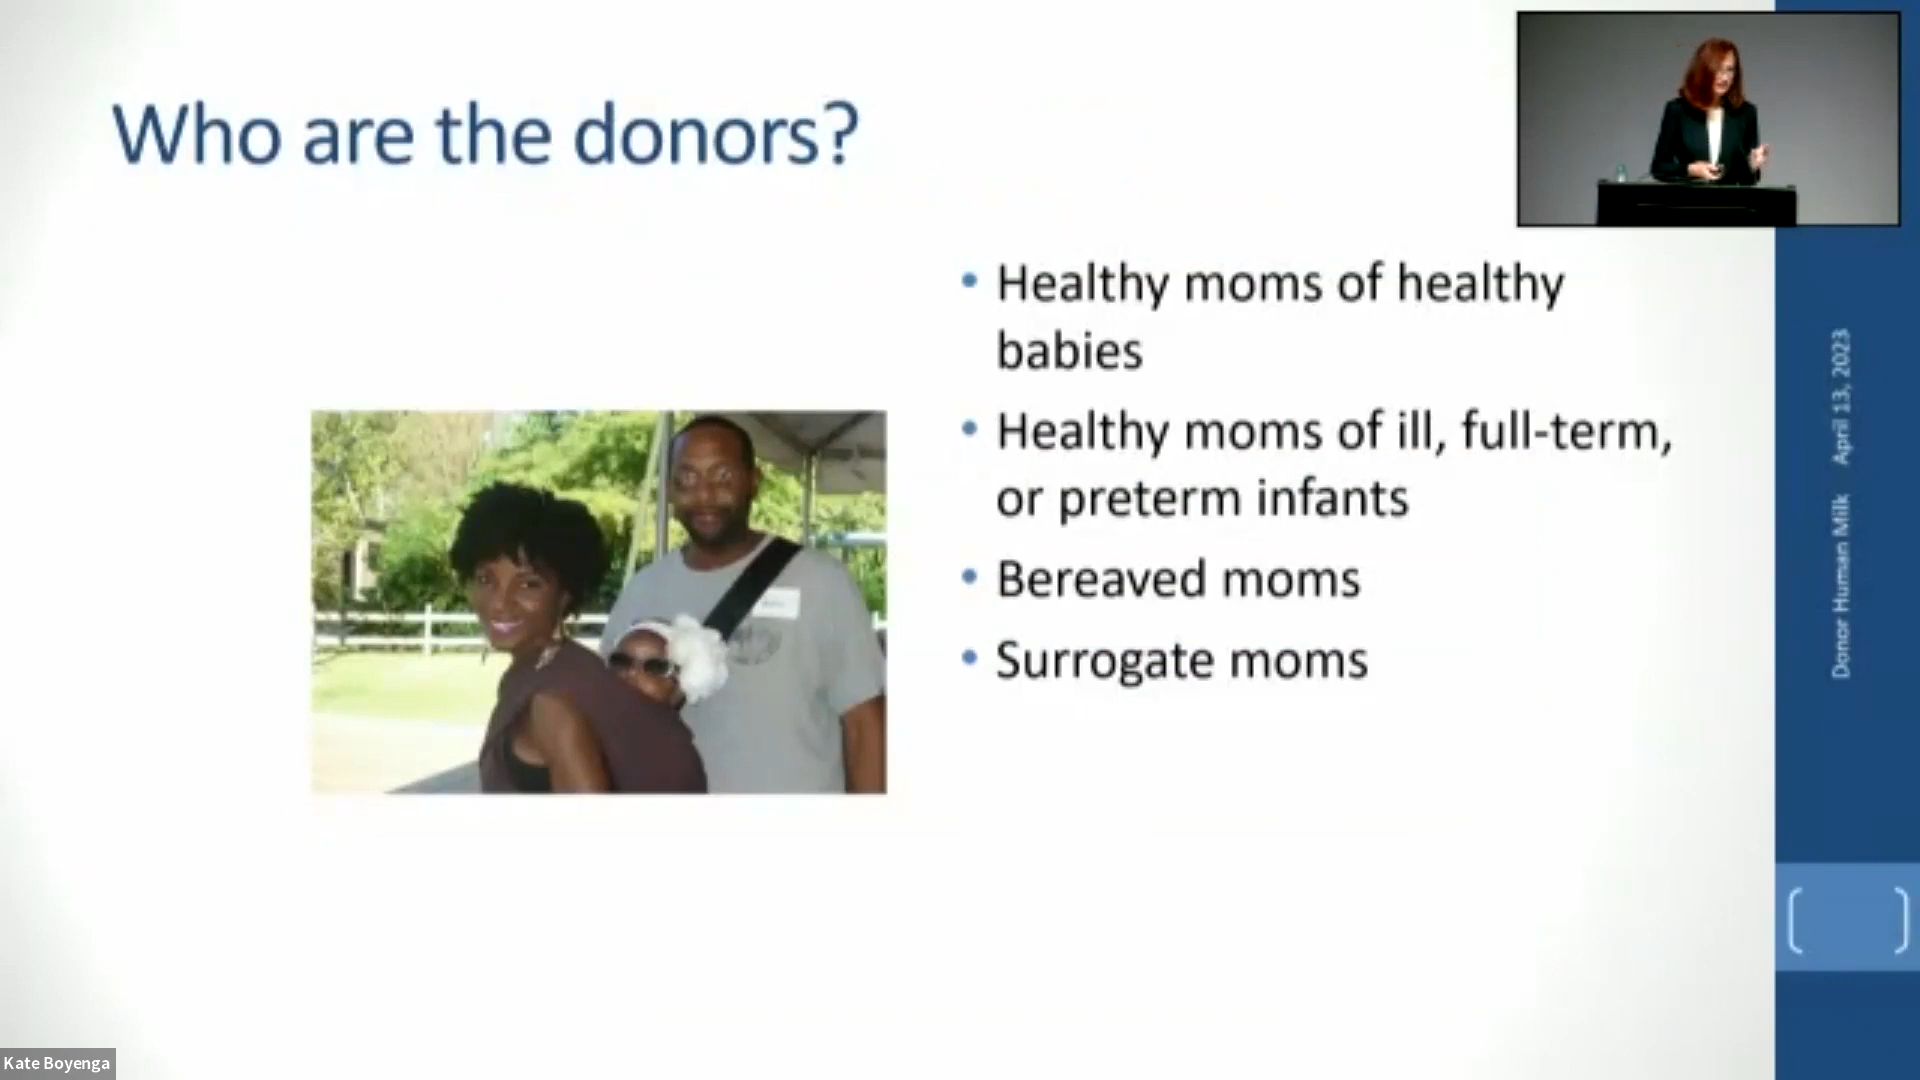 Who are the donors?
• Healthy moms of healthy
babies
• Healthy moms of ill, full-term,
or preterm infants
• Bereaved moms
• Surrogate moms
Donor Human Milk April 13, 2023
Kate Boyenga